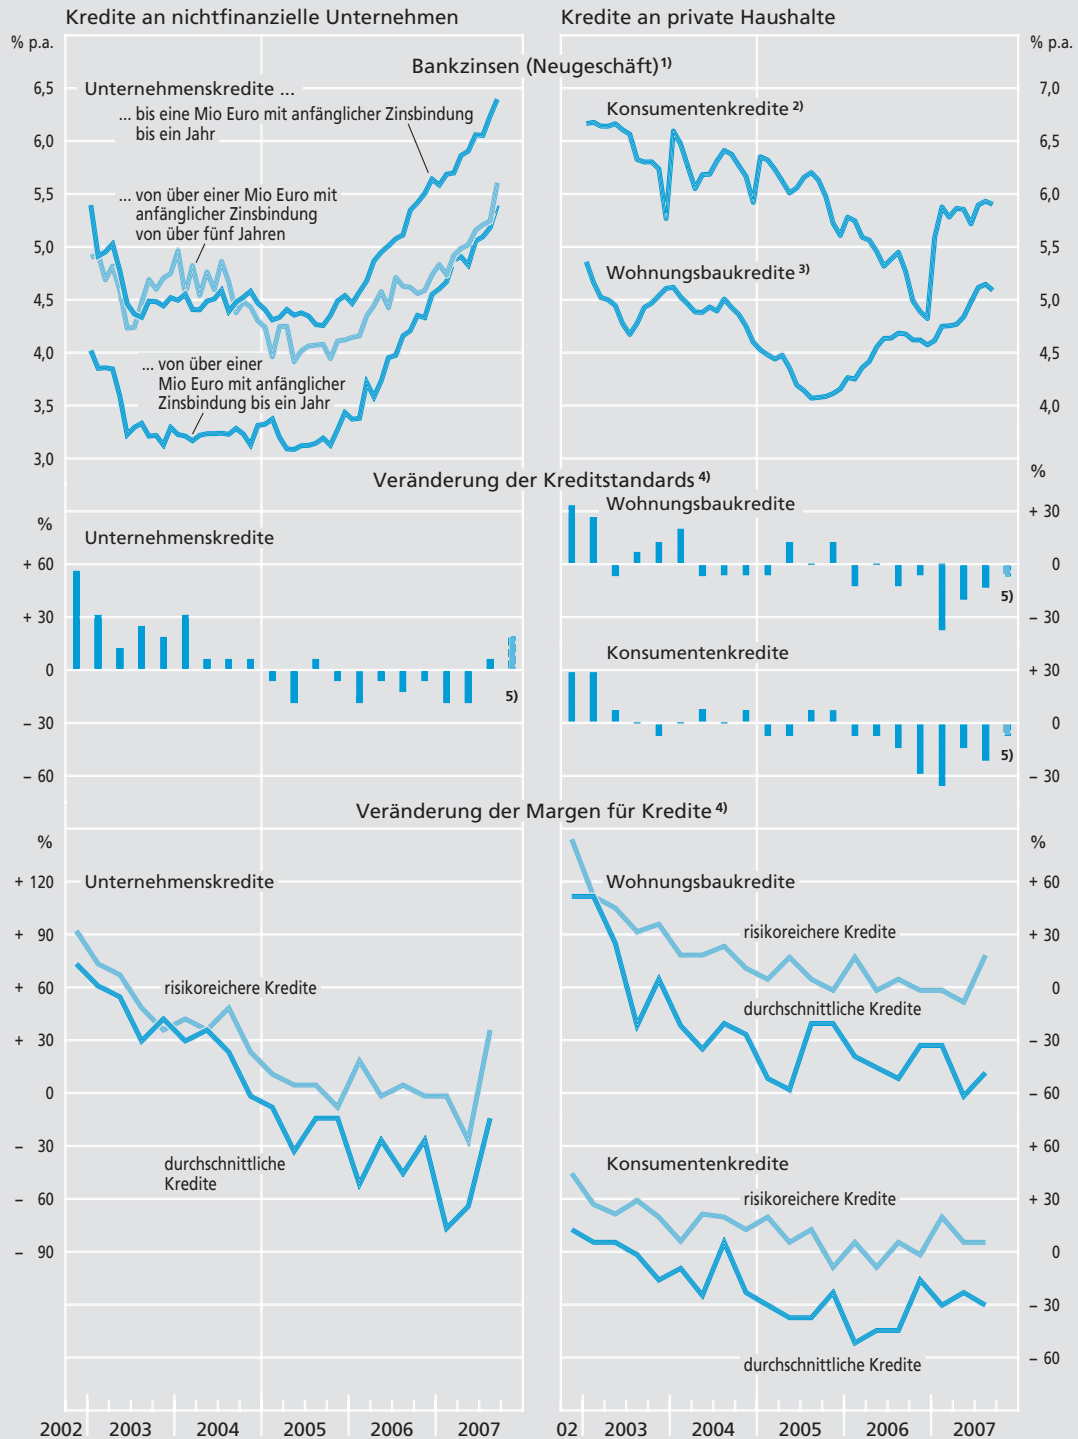 Kredite an nichtfinanzielle Unternehmen
Kredite an private Haushalte
% p.a.
% p.a.
Bankzinsen (Neugeschäft) 1)
6,5
6,0
5,5
5,0
4,5
4,0
3,5
3,0
Unternehmenskredite ...
... bis eine Mio Euro mit anfänglicher Zinsbindung
bis ein Jahr
... von über einer Mio Euro mit
anfänglicher Zinsbindung
von über fünf Jahren
... von über einer
Mio Euro mit anfänglicher
Zinsbindung bis ein Jahr
Konsumentenkredite 2)
Wohnungsbaukredite 3)
7,0
6,5
6,0
5,5
5,0
4,5
4,0
Veränderung der Kreditstandards 4)
%
Unternehmenskredite
+ 60
+ 30
0
− 30
− 60
5)
%
Wohnungsbaukredite
+ 30
0
− 30
5)
Konsumentenkredite
+ 30
0
− 30
5)
Veränderung der Margen für Kredite 4)
%
Unternehmenskredite
+ 120
+ 90
+ 60
+ 30
0
− 30
− 60
− 90
risikoreichere Kredite
durchschnittliche
Kredite
%
Wohnungsbaukredite
risikoreichere Kredite
durchschnittliche Kredite
+ 60
+ 30
0
− 30
− 60
Konsumentenkredite
risikoreichere Kredite
durchschnittliche Kredite
+ 60
+ 30
0
− 30
− 60
2002 2003 2004 2005 2006 2007
02 2003 2004 2005 2006 2007